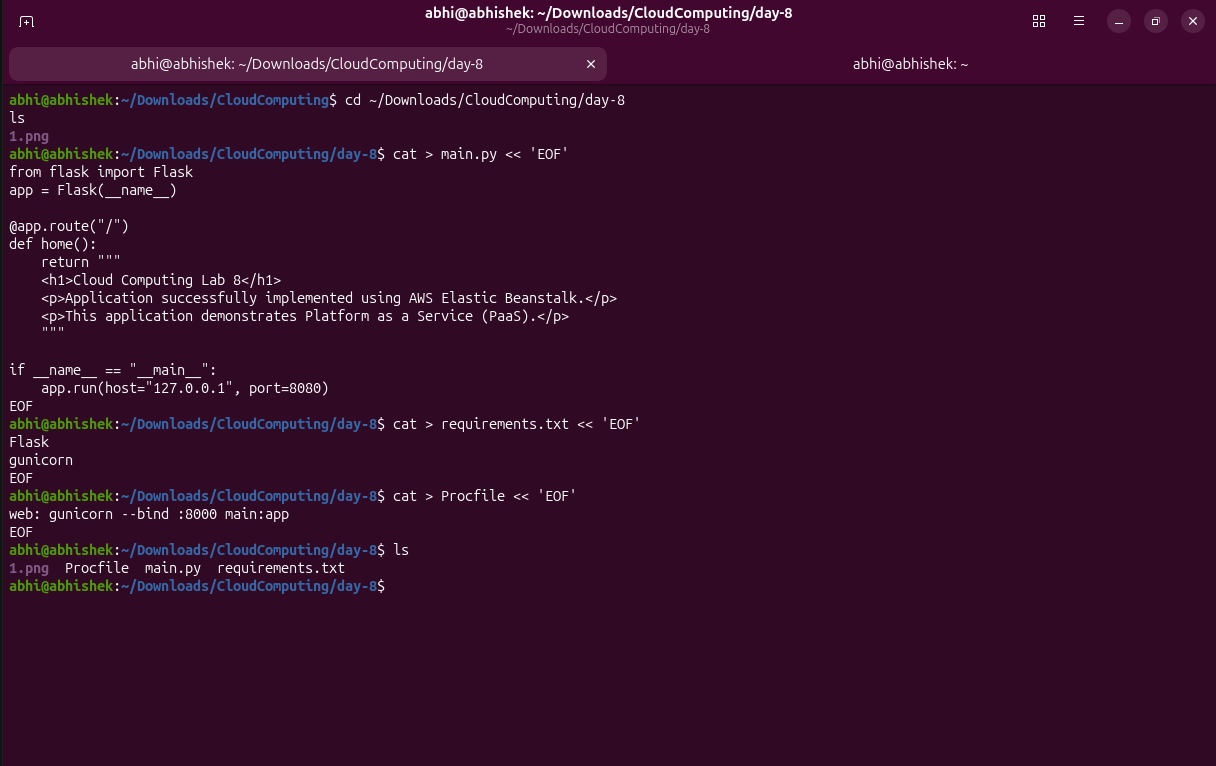 abhi@abhishek: ~/Downloads/CloudComputing/day-8
~/Downloads/CloudComputing/day-8
abhi@abhishek: ~/Downloads/CloudComputing/day-8
abhi@abhishek: ~
abhi@abhishek:~/Downloads/CloudComputing$ cd ~/Downloads/CloudComputing/day-8
ls
1.png
abhi@abhishek:~/Downloads/CloudComputing/day-8$ cat > main.py << 'EOF'
from flask import Flask
app = Flask(__name__)

@app.route("/")
def home():
    return """
    <h1>Cloud Computing Lab 8</h1>
    <p>Application successfully implemented using AWS Elastic Beanstalk.</p>
    <p>This application demonstrates Platform as a Service (PaaS).</p>
    """

if __name__ == "__main__":
    app.run(host="127.0.0.1", port=8080)
EOF
abhi@abhishek:~/Downloads/CloudComputing/day-8$ cat > requirements.txt << 'EOF'
Flask
gunicorn
EOF
abhi@abhishek:~/Downloads/CloudComputing/day-8$ cat > Procfile << 'EOF'
web: gunicorn --bind :8000 main:app
EOF
abhi@abhishek:~/Downloads/CloudComputing/day-8$ ls
1.png  Procfile  main.py  requirements.txt
abhi@abhishek:~/Downloads/CloudComputing/day-8$